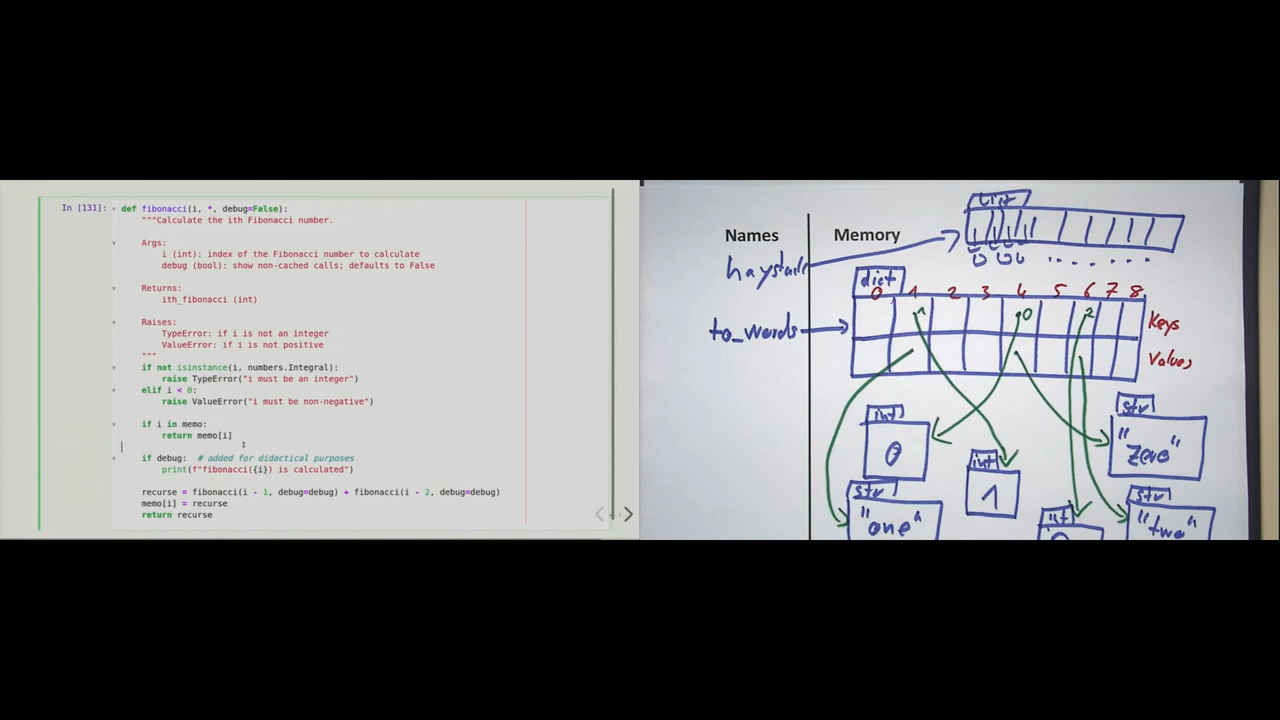 In [131]:
def fibonacci(i, *, debug=False):
"""Calculate the ith Fibonacci number.
Args:
i (int): index of the Fibonacci number to calculate
debug (bool): show non-cached calls; defaults to False
Returns:
ith_fibonacci (int)
Raises:
TypeError: if i is not an integer
ValueError: if i is not positive
"""
if not isinstance(i, numbers.Integral):
raise TypeError("i must be an integer")
elif i < 0:
raise ValueError("i must be non-negative")
if i in memo:
return memo[i]
if debug:  # added for didactical purposes
print(f"fibonacci({i}) is calculated")
recurse = fibonacci(i - 1, debug=debug) + fibonacci(i - 2, debug=debug)
memo[i] = recurse
return recurse
list
Names Memory
haystack
dict
0 1 2 3 4 5 6 7 8
1 0 2 Keys
to_words
Values
int
0
str
"zero"
int
1
str
"one"
int
str
"two"